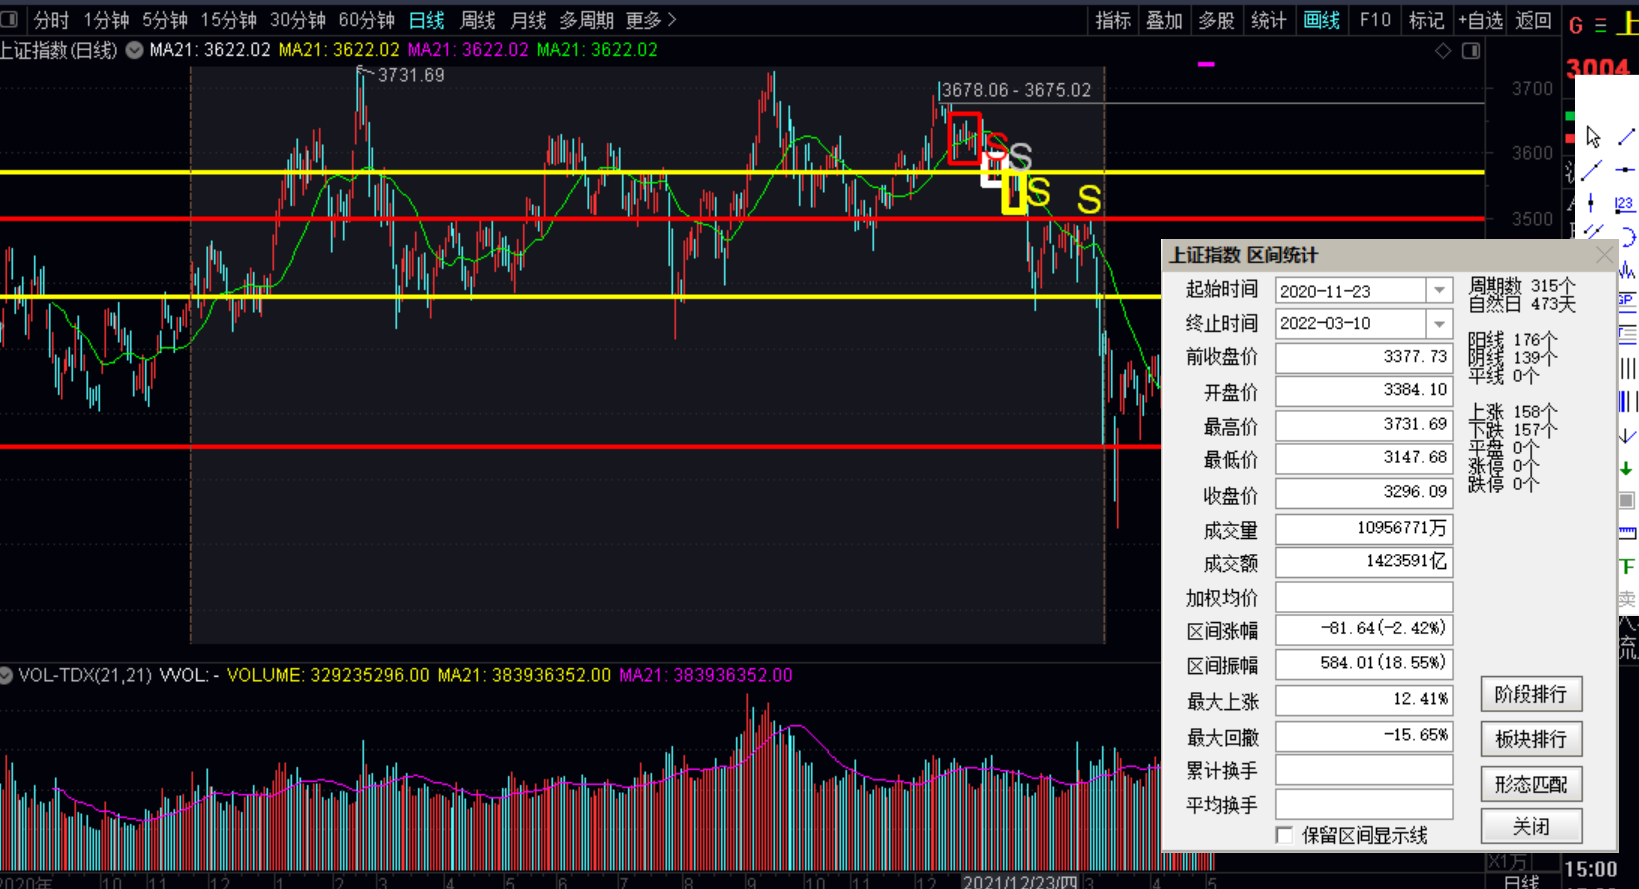 分时 1分钟 5分钟 15分钟 30分钟 60分钟 日线 周线 月线 多周期 更多 >
指标 叠加 多股 统计 画线 F10 标记 +自选 返回
G 三 上
上证指数(日线) MA21: 3622.02 MA21: 3622.02 MA21: 3622.02 MA21: 3622.02
3004
3731.69
3678.06 - 3675.02
3700
3600
3500
S
S
S
S
123
GP
上证指数 区间统计
起始时间 2020-11-23
终止时间 2022-03-10
前收盘价 3377.73
开盘价 3384.10
最高价 3731.69
最低价 3147.68
收盘价 3296.09
成交量 10956771万
成交额 1423591亿
加权均价
区间涨幅 -81.64(-2.42%)
区间振幅 584.01(18.55%)
最大上涨 12.41%
最大回撤 -15.65%
累计换手
平均换手
保留区间显示线
周期数 315个
自然日 473天
阳线 176个
阴线 139个
平线 0个
上涨 158个
下跌 157个
平盘 0个
涨停 0个
跌停 0个
阶段排行
板块排行
形态匹配
关闭
卖
流
VOL-TDX(21,21) VVOL: - VOLUME: 329235296.00 MA21: 383936352.00 MA21: 383936352.00
X1万
15:00
2020年 10 11 12 1 2 3 4 5 6 7 8 9 10 11 12 2021/12/23/四 3 4 5
日线